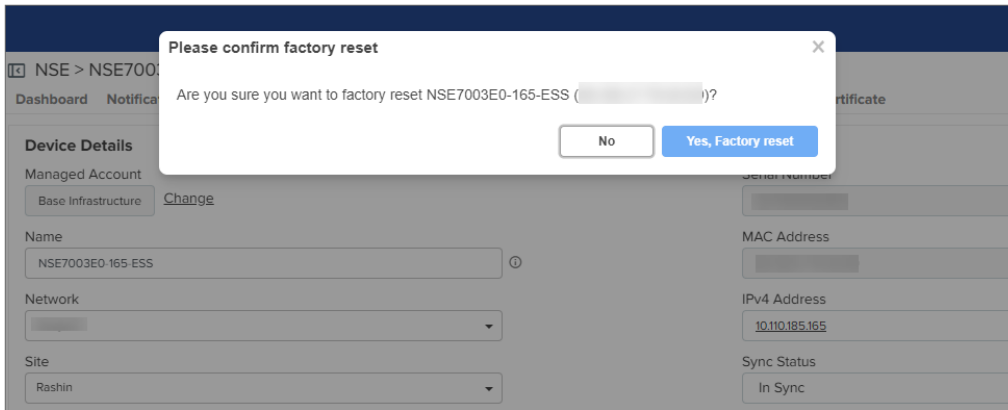 Please confirm factory reset
×
Are you sure you want to factory reset NSE7003E0-165-ESS ( )?
No
Yes, Factory reset
NSE > NSE7003
Dashboard Notifica
rtificate
Device Details
Managed Account
Base Infrastructure
Change
Serial Number
Name
NSE7003E0-165-ESS
MAC Address
Network
IPv4 Address
10.110.185.165
Site
Rashin
Sync Status
In Sync